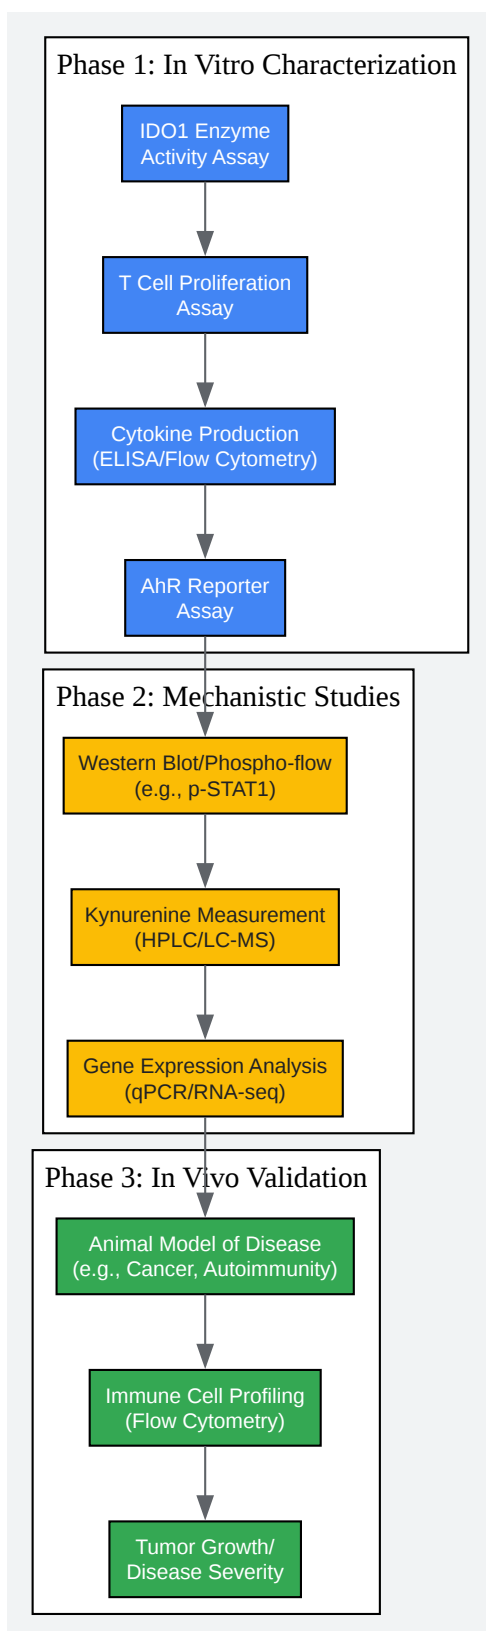 Phase 1: In Vitro Characterization
IDO1 Enzyme
Activity Assay
T Cell Proliferation
Assay
Cytokine Production
(ELISA/Flow Cytometry)
AhR Reporter
Assay
Phase 2: Mechanistic Studies
Western Blot/Phospho-flow
(e.g., p-STAT1)
Kynurenine Measurement
(HPLC/LC-MS)
Gene Expression Analysis
(qPCR/RNA-seq)
Phase 3: In Vivo Validation
Animal Model of Disease
(e.g., Cancer, Autoimmunity)
Immune Cell Profiling
(Flow Cytometry)
Tumor Growth/
Disease Severity